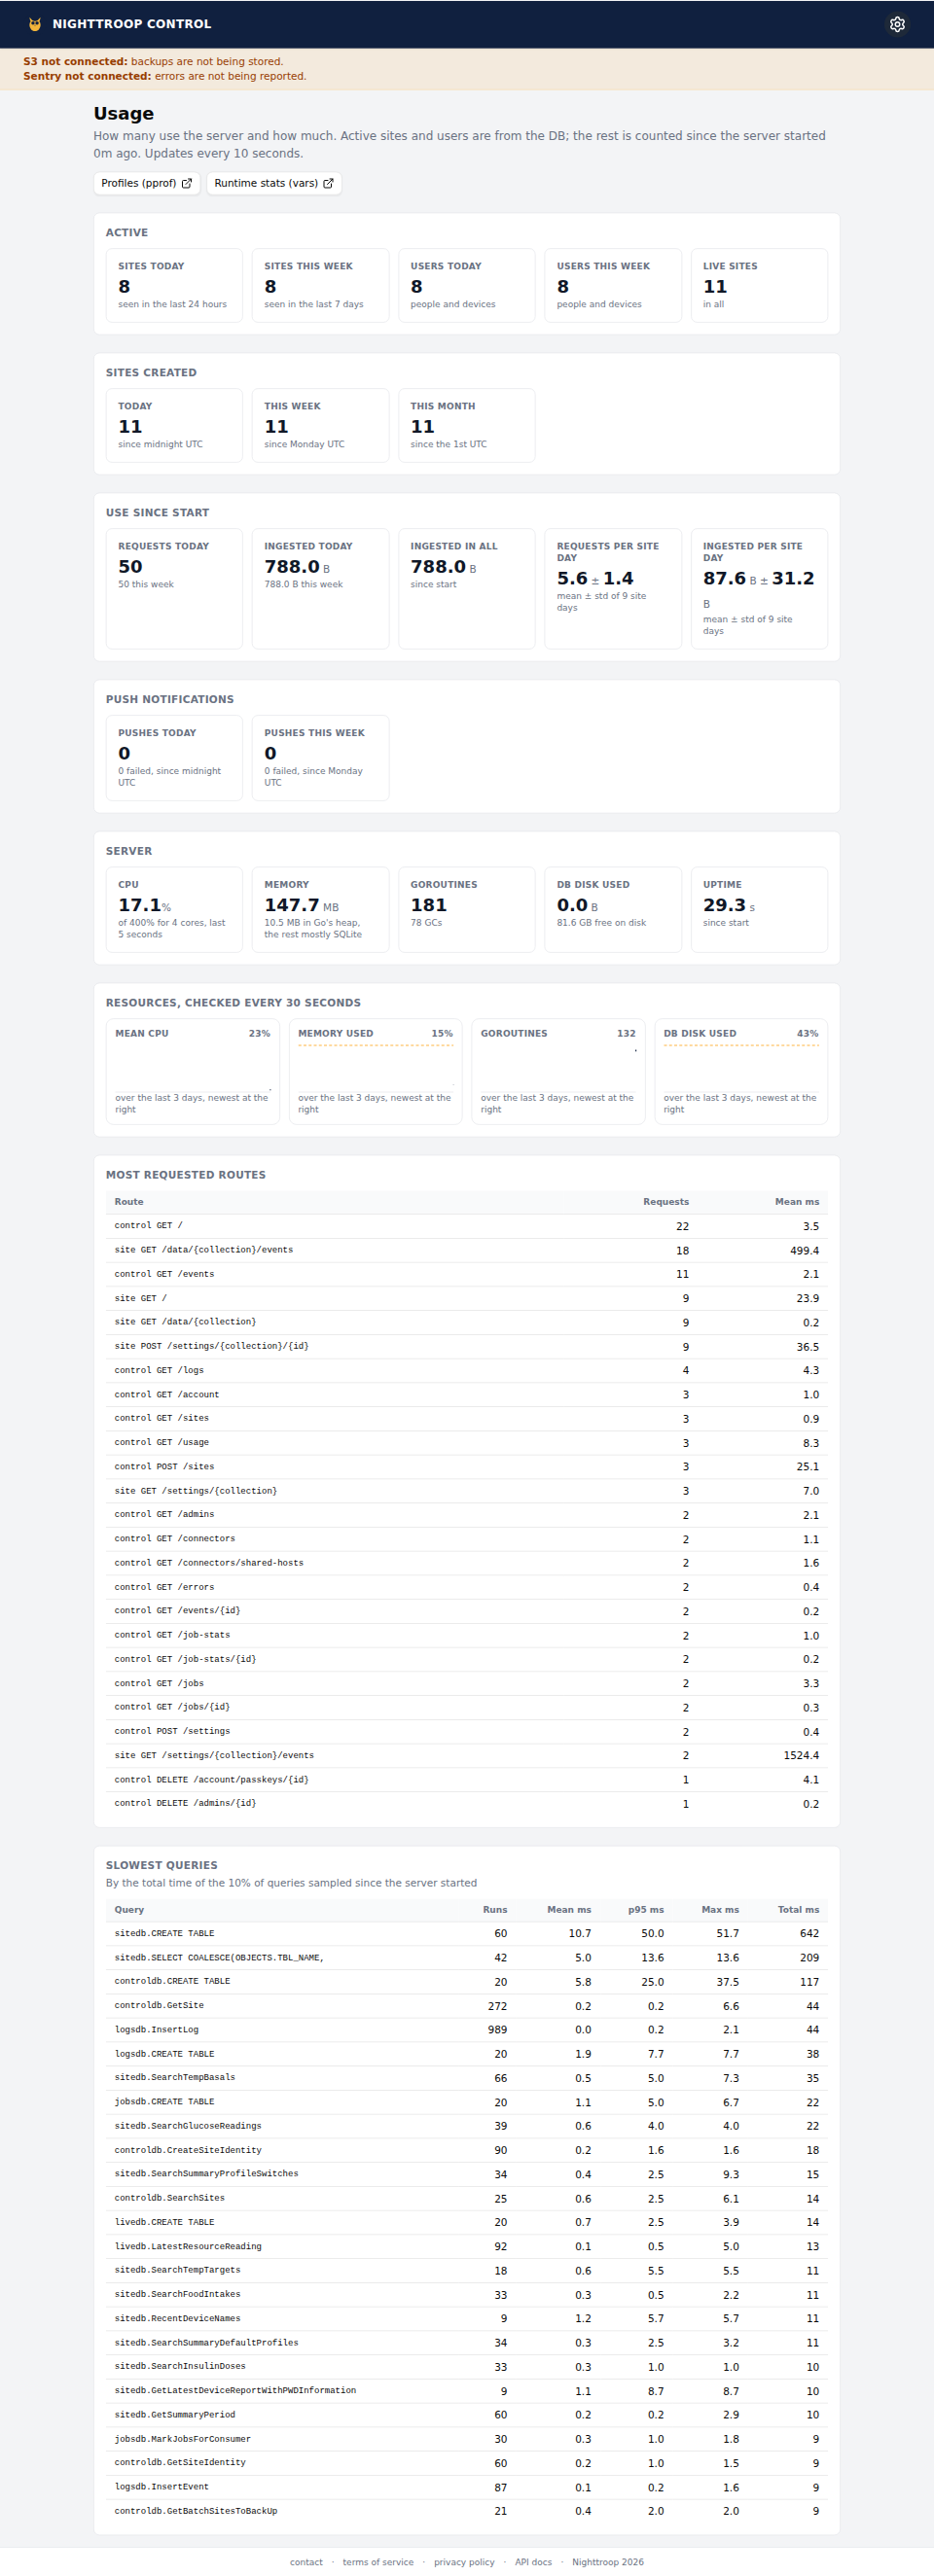 NIGHTTROOP CONTROL
S3 not connected: backups are not being stored.
Sentry not connected: errors are not being reported.
Usage
How many use the server and how much. Active sites and users are from the DB; the rest is counted since the server started
0m ago. Updates every 10 seconds.
Profiles (pprof) Runtime stats (vars)
ACTIVE
SITES TODAY SITES THIS WEEK USERS TODAY USERS THIS WEEK LIVE SITES
8 8 8 8 11
seen in the last 24 hours seen in the last 7 days people and devices people and devices in all
SITES CREATED
TODAY THIS WEEK THIS MONTH
11 11 11
since midnight UTC since Monday UTC since the 1st UTC
USE SINCE START
REQUESTS TODAY
50
50 this week
INGESTED TODAY
788.0 B
788.0 B this week
INGESTED IN ALL
788.0 B
since start
REQUESTS PER SITE
DAY
5.6 ± 1.4
mean ± std of 9 site
days
INGESTED PER SITE
DAY
87.6 B ± 31.2
B
mean ± std of 9 site
days
PUSH NOTIFICATIONS
PUSHES TODAY
0
0 failed, since midnight
UTC
PUSHES THIS WEEK
0
0 failed, since Monday
UTC
SERVER
CPU
17.1%
of 400% for 4 cores, last
5 seconds
MEMORY
147.7 MB
10.5 MB in Go's heap,
the rest mostly SQLite
GOROUTINES
181
78 GCs
DB DISK USED
0.0 B
81.6 GB free on disk
UPTIME
29.3 s
since start
RESOURCES, CHECKED EVERY 30 SECONDS
MEAN CPU 23%
over the last 3 days, newest at the
right
MEMORY USED 15%
over the last 3 days, newest at the
right
GOROUTINES 132
over the last 3 days, newest at the
right
DB DISK USED 43%
over the last 3 days, newest at the
right
MOST REQUESTED ROUTES
Route Requests Mean ms
control GET / 22 3.5
site GET /data/{collection}/events 18 499.4
control GET /events 11 2.1
site GET / 9 23.9
site GET /data/{collection} 9 0.2
site POST /settings/{collection}/{id} 9 36.5
control GET /logs 4 4.3
control GET /account 3 1.0
control GET /sites 3 0.9
control GET /usage 3 8.3
control POST /sites 3 25.1
site GET /settings/{collection} 3 7.0
control GET /admins 2 2.1
control GET /connectors 2 1.1
control GET /connectors/shared-hosts 2 1.6
control GET /errors 2 0.4
control GET /events/{id} 2 0.2
control GET /job-stats 2 1.0
control GET /job-stats/{id} 2 0.2
control GET /jobs 2 3.3
control GET /jobs/{id} 2 0.3
control POST /settings 2 0.4
site GET /settings/{collection}/events 2 1524.4
control DELETE /account/passkeys/{id} 1 4.1
control DELETE /admins/{id} 1 0.2
SLOWEST QUERIES
By the total time of the 10% of queries sampled since the server started
Query Runs Mean ms p95 ms Max ms Total ms
sitedb.CREATE TABLE 60 10.7 50.0 51.7 642
sitedb.SELECT COALESCE(OBJECTS.TBL_NAME, 42 5.0 13.6 13.6 209
controldb.CREATE TABLE 20 5.8 25.0 37.5 117
controldb.GetSite 272 0.2 0.2 6.6 44
logsdb.InsertLog 989 0.0 0.2 2.1 44
logsdb.CREATE TABLE 20 1.9 7.7 7.7 38
sitedb.SearchTempBasals 66 0.5 5.0 7.3 35
jobsdb.CREATE TABLE 20 1.1 5.0 6.7 22
sitedb.SearchGlucoseReadings 39 0.6 4.0 4.0 22
controldb.CreateSiteIdentity 90 0.2 1.6 1.6 18
sitedb.SearchSummaryProfileSwitches 34 0.4 2.5 9.3 15
controldb.SearchSites 25 0.6 2.5 6.1 14
livedb.CREATE TABLE 20 0.7 2.5 3.9 14
livedb.LatestResourceReading 92 0.1 0.5 5.0 13
sitedb.SearchTempTargets 18 0.6 5.5 5.5 11
sitedb.SearchFoodIntakes 33 0.3 0.5 2.2 11
sitedb.RecentDeviceNames 9 1.2 5.7 5.7 11
sitedb.SearchSummaryDefaultProfiles 34 0.3 2.5 3.2 11
sitedb.SearchInsulinDoses 33 0.3 1.0 1.0 10
sitedb.GetLatestDeviceReportWithPWDInformation 9 1.1 8.7 8.7 10
sitedb.GetSummaryPeriod 60 0.2 0.2 2.9 10
jobsdb.MarkJobsForConsumer 30 0.3 1.0 1.8 9
controldb.GetSiteIdentity 60 0.2 1.0 1.5 9
logsdb.InsertEvent 87 0.1 0.2 1.6 9
controldb.GetBatchSitesToBackUp 21 0.4 2.0 2.0 9
contact · terms of service · privacy policy · API docs · Nighttroop 2026